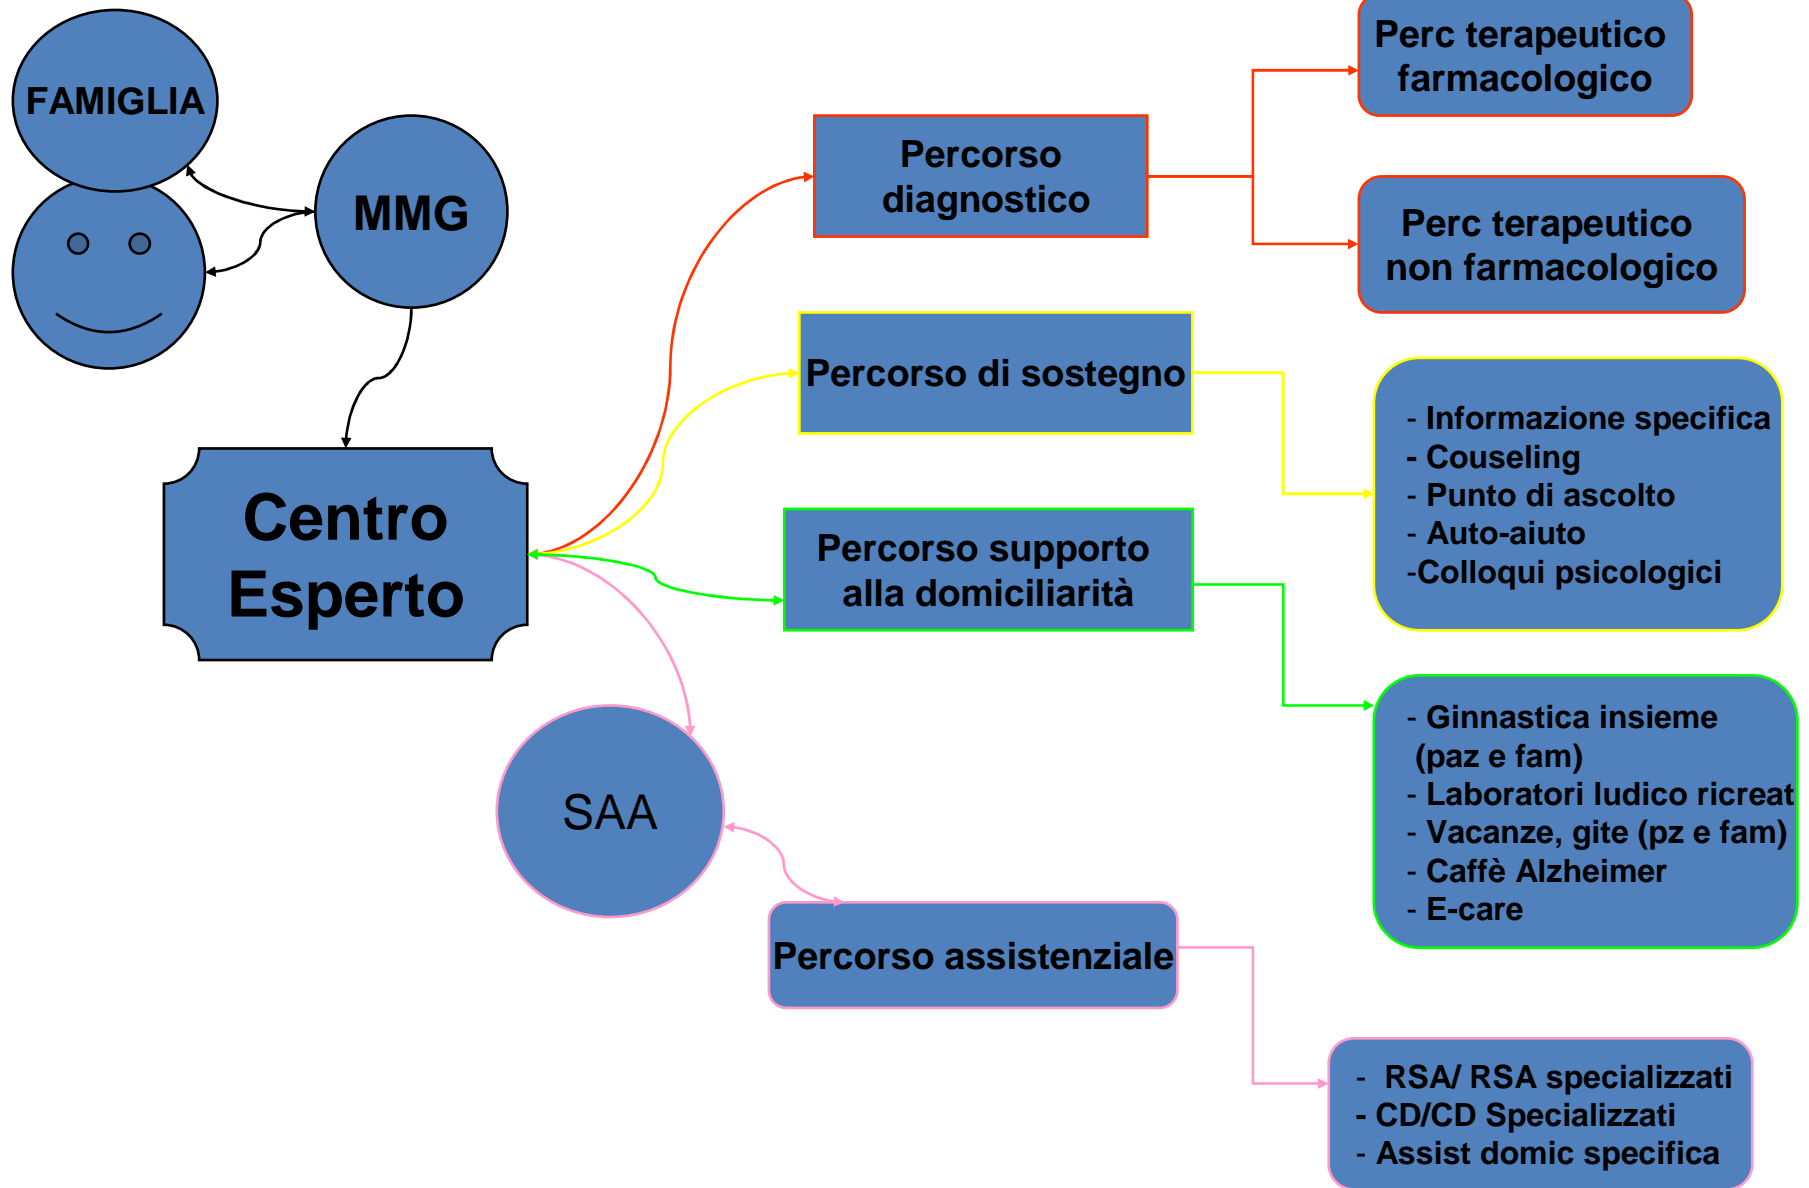 FAMIGLIA
MMG
Centro
Esperto
Percorso
diagnostico
Perc terapeutico
farmacologico
Perc terapeutico
non farmacologico
Percorso di sostegno
- Informazione specifica
- Couseling
- Punto di ascolto
- Auto-aiuto
-Colloqui psicologici
Percorso supporto
alla domiciliarità
- Ginnastica insieme
(paz e fam)
- Laboratori ludico ricreat
- Vacanze, gite (pz e fam)
- Caffè Alzheimer
- E-care
SAA
Percorso assistenziale
- RSA/ RSA specializzati
- CD/CD Specializzati
- Assist domic specifica